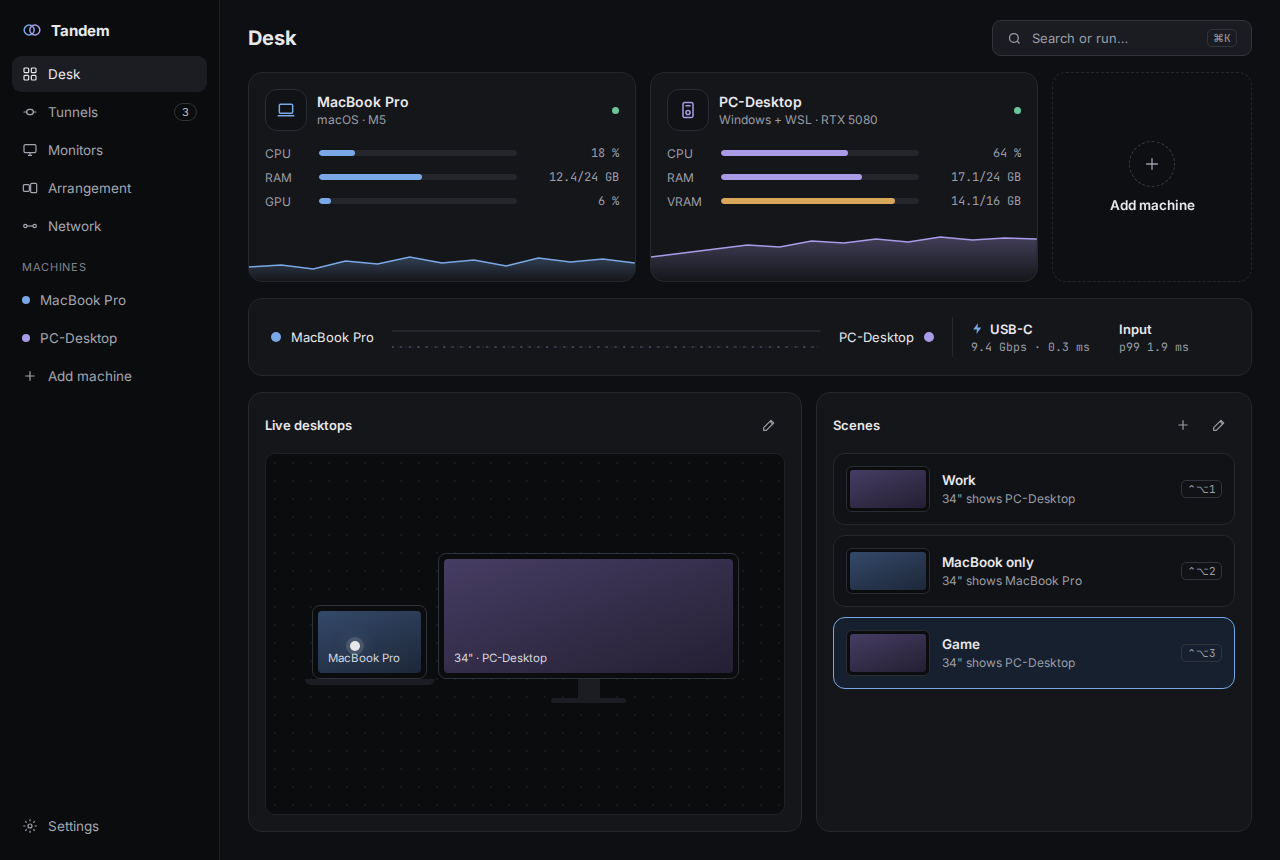 Tandem
Desk
Tunnels
3
Monitors
Arrangement
Network
MACHINES
MacBook Pro
PC-Desktop
Add machine
Settings
Desk
Search or run...
⌘K
MacBook Pro
macOS · M5
CPU 18 %
RAM 12.4/24 GB
GPU 6 %
PC-Desktop
Windows + WSL · RTX 5080
CPU 64 %
RAM 17.1/24 GB
VRAM 14.1/16 GB
Add machine
MacBook Pro
PC-Desktop
USB-C
9.4 Gbps · 0.3 ms
Input
p99 1.9 ms
Live desktops
MacBook Pro
34" · PC-Desktop
Scenes
Work
34" shows PC-Desktop
⌃⌥1
MacBook only
34" shows MacBook Pro
⌃⌥2
Game
34" shows PC-Desktop
⌃⌥3